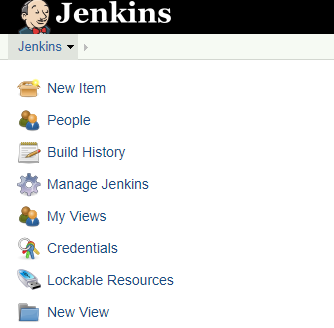 Jenkins
Jenkins
New Item
People
Build History
Manage Jenkins
My Views
Credentials
Lockable Resources
New View